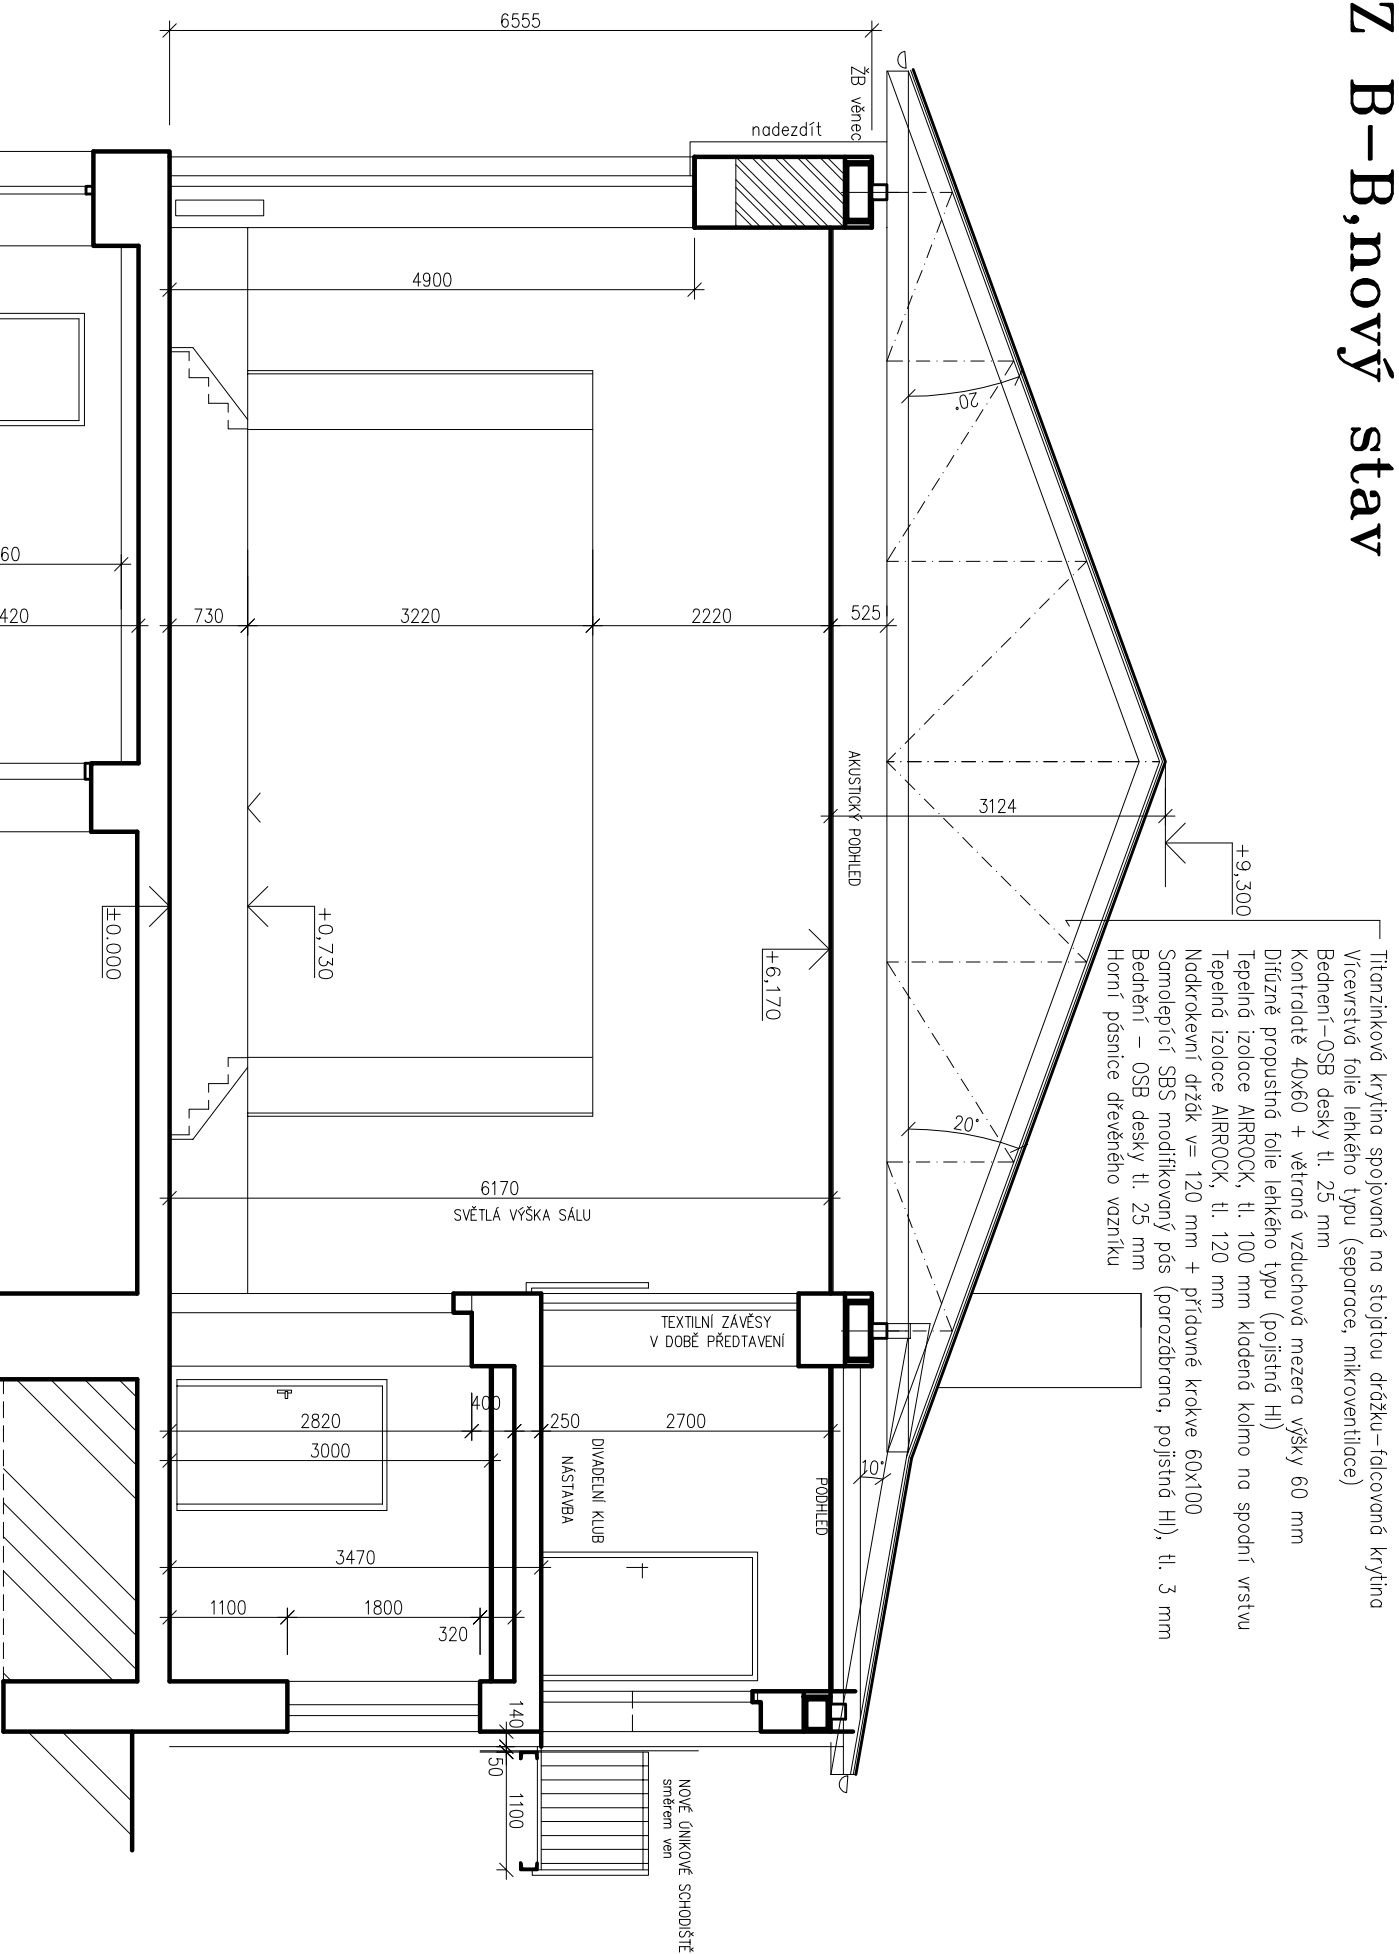 Z B-B,nový stav
Titanzinková krytina spojovaná na stojatou drážku-falcovaná krytina
Vícevrstvá folie lehkého typu (separace, mikroventilace)
Bednení-OSB desky tl. 25 mm
Kontralatě 40x60 + větraná vzduchová mezera výšky 60 mm
Difúzně propustná folie lehkého typu (pojistná HI)
Tepelná izolace AIRROCK, tl. 100 mm kladená kolmo na spodní vrstvu
Tepelná izolace AIRROCK, tl. 120 mm
Nadkrokevní držák v= 120 mm + přídavné krokve 60x100
Samolepící SBS modifikovaný pás (parozábrana, pojistná HI), tl. 3 mm
Bednění - OSB desky tl. 25 mm
Horní pásnice dřevěného vazníku
+9,300
3124
20°
20°
10°
ŽB věnec
nadezdít
6555
4900
525
2220
3220
730
420
60
AKUSTICKÝ PODHLED
+6,170
+0,730
±0.000
6170
SVĚTLÁ VÝŠKA SÁLU
TEXTILNÍ ZÁVĚSY
V DOBĚ PŘEDTAVENÍ
PODHLED
2700
250
400
2820
3000
DIVADELNÍ KLUB
NÁSTAVBA
3470
1100
1800
320
140
50
1100
NOVÉ ÚNIKOVÉ SCHODIŠTĚ
směrem ven